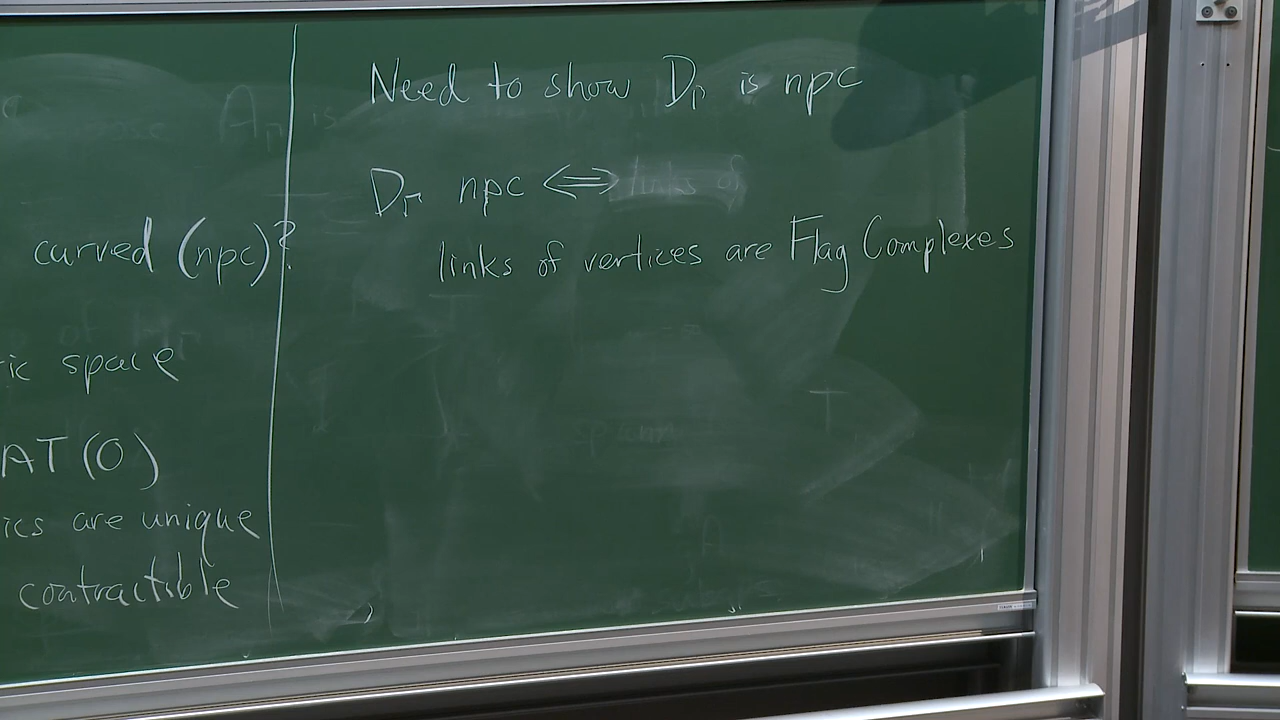 curved (npc)?
ic space
AT(0)
ics are unique
contractible
Need to show D_Γ is npc
D_Γ npc ⟺ links of
links of vertices are Flag Complexes